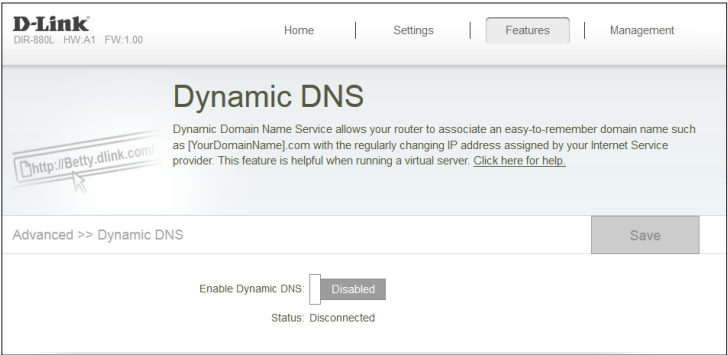 D-Link
DIR-880L HW:A1 FW:1.00
Home
Settings
Features
Management
Dynamic DNS
Dynamic Domain Name Service allows your router to associate an easy-to-remember domain name such
as [YourDomainName].com with the regularly changing IP address assigned by your Internet Service
provider. This feature is helpful when running a virtual server. Click here for help.
http://Betty.dlink.com/
Advanced >> Dynamic DNS
Save
Enable Dynamic DNS: Disabled
Status: Disconnected